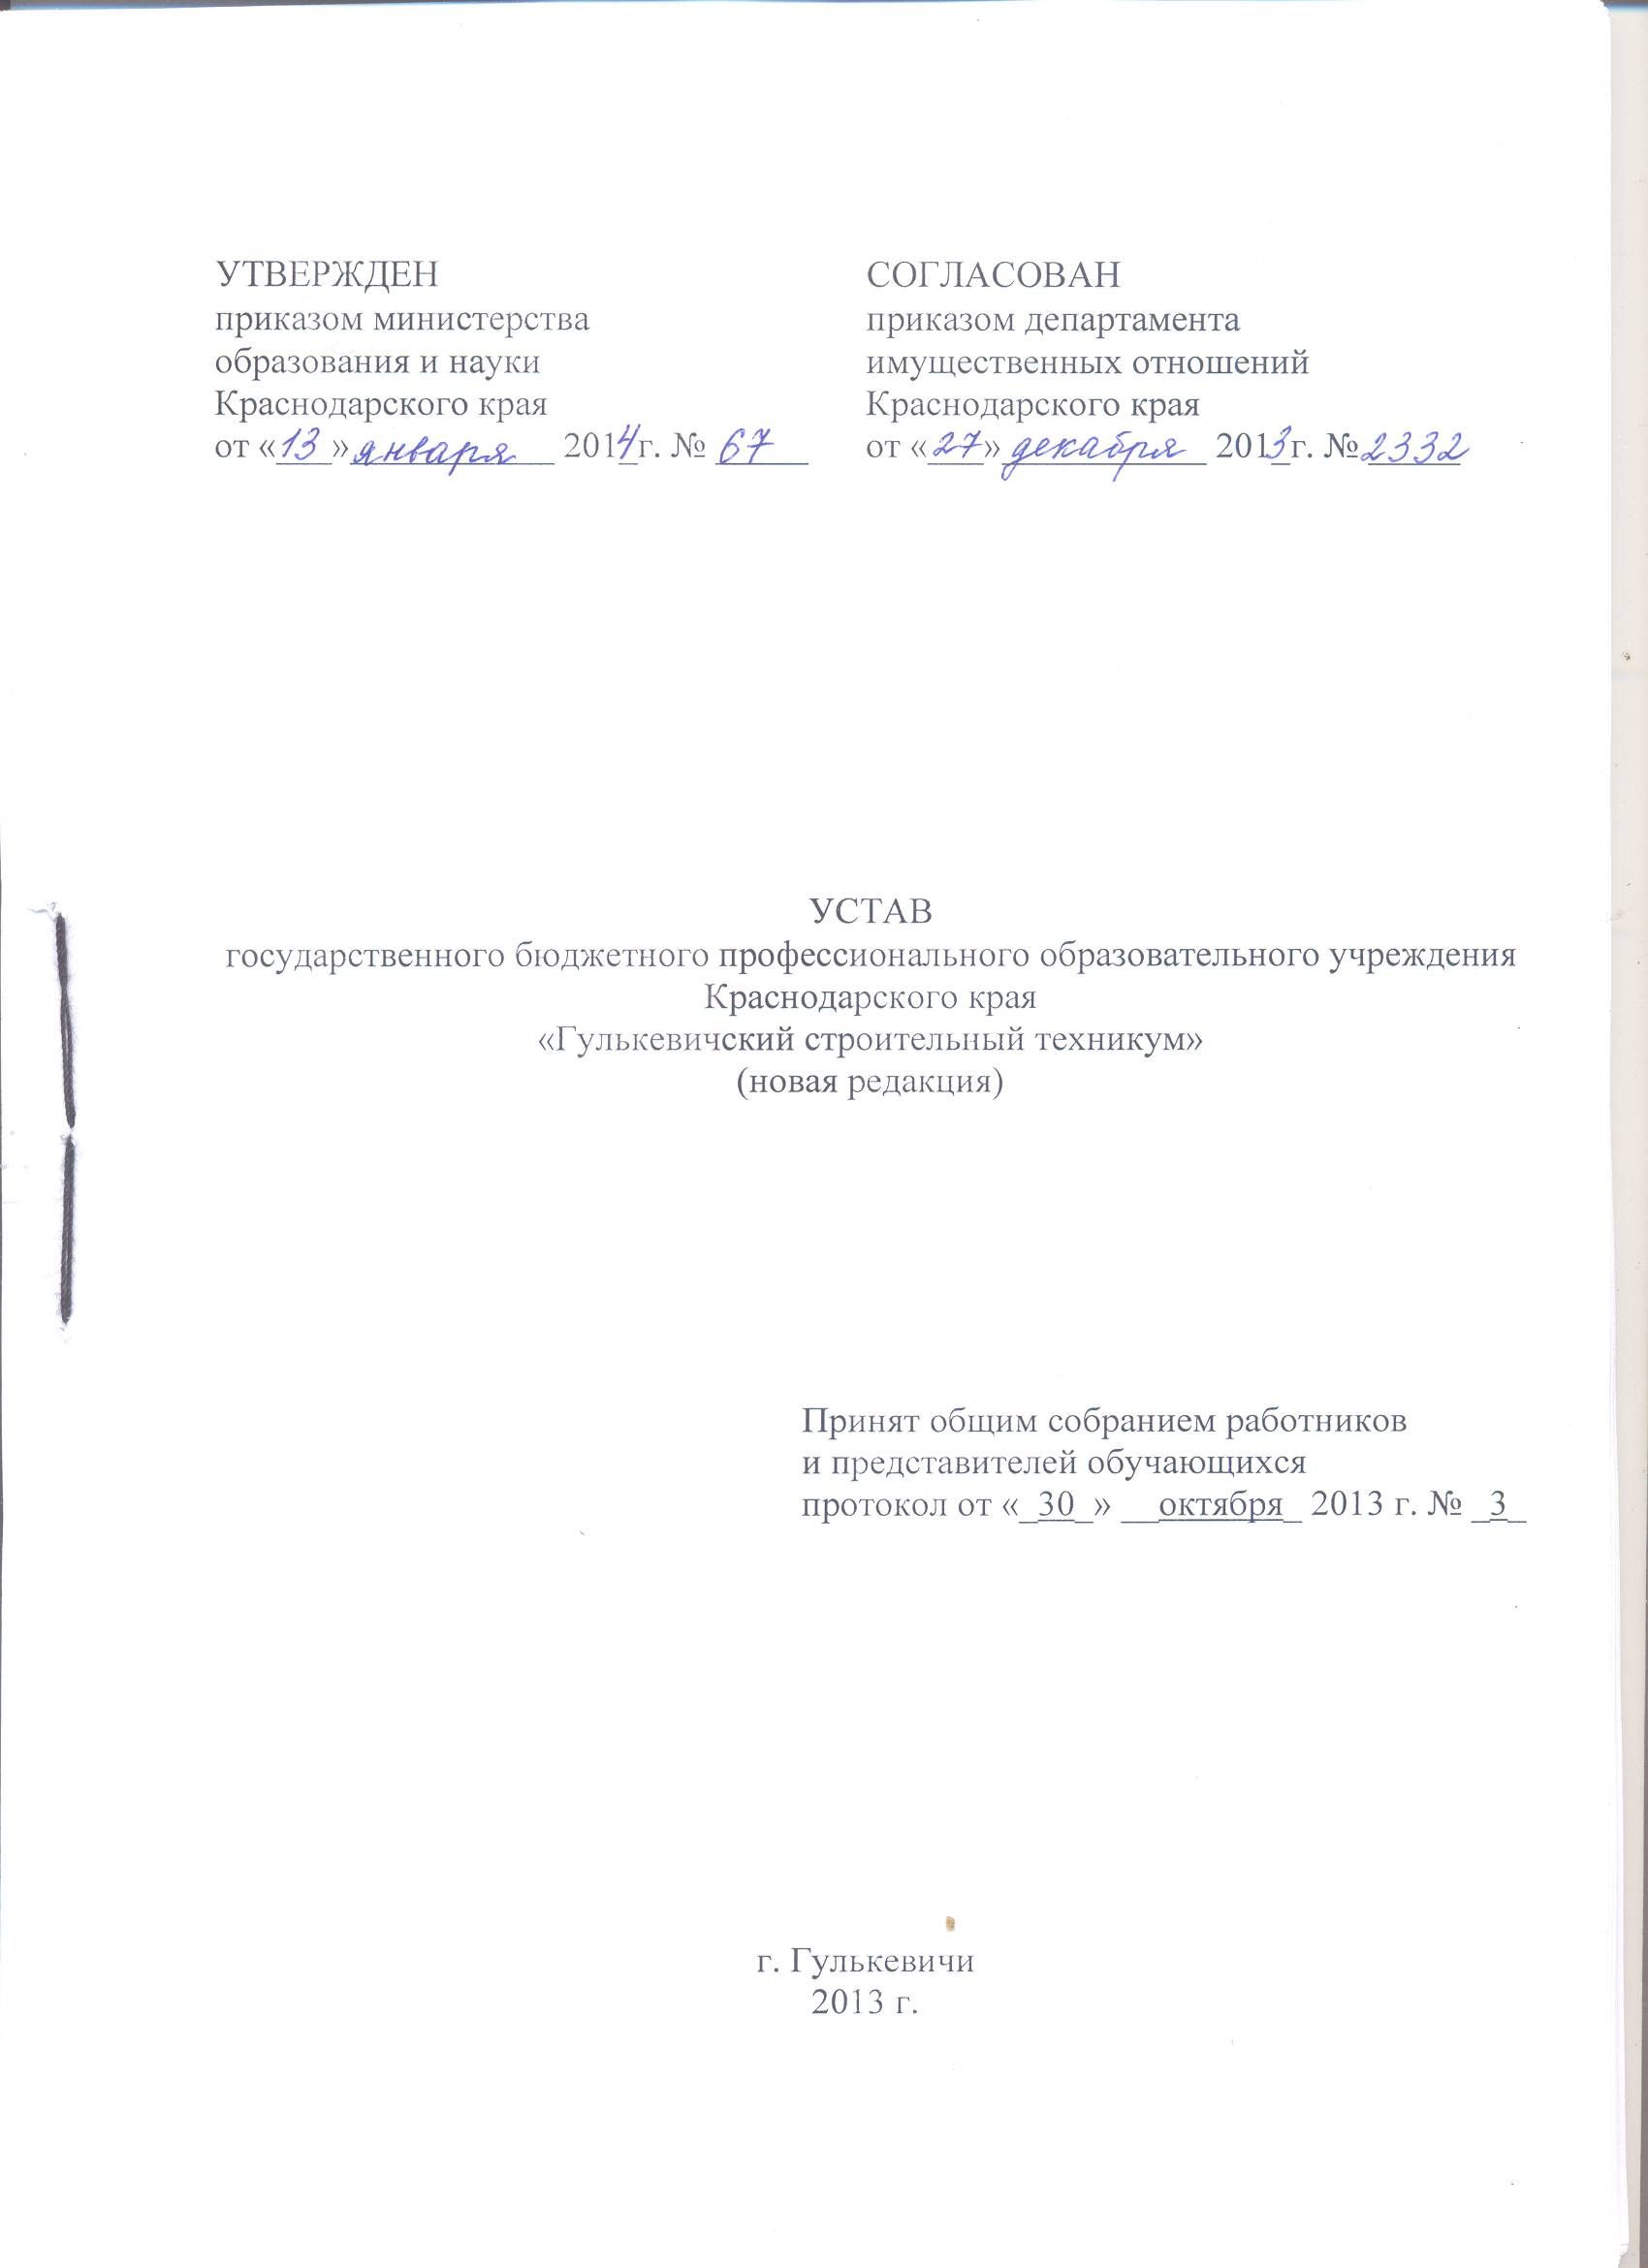 УТВЕРЖДЕН
приказом министерства
образования и науки
Краснодарского края
от «13» января 2014 г. № 67
СОГЛАСОВАН
приказом департамента
имущественных отношений
Краснодарского края
от «27» декабря 2013 г. № 2332
УСТАВ
государственного бюджетного профессионального образовательного учреждения
Краснодарского края
«Гулькевичский строительный техникум»
(новая редакция)
Принят общим собранием работников
и представителей обучающихся
протокол от «_30_» __октября_ 2013 г. № _3_
г. Гулькевичи
2013 г.